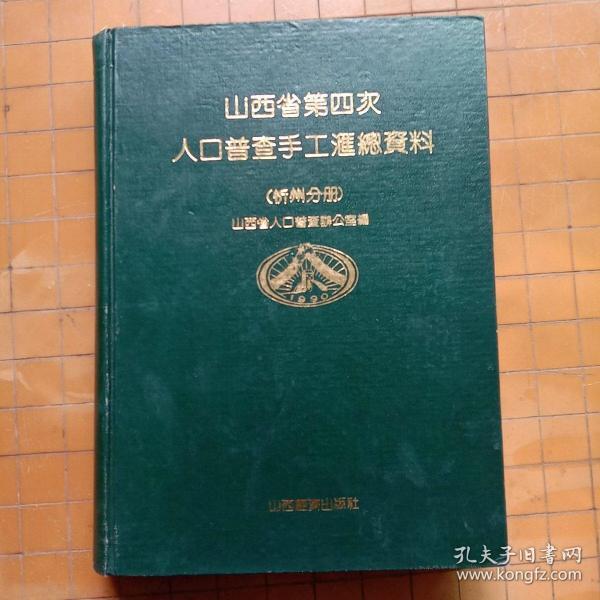 山西省第四次
人口普查手工滙總資料
(忻州分册)
山西省人口普查辦公室編
1990
山西經濟出版社
孔夫子旧书网
www.kongfz.com